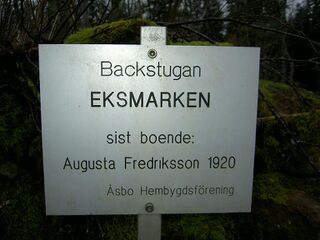 Backstugan
EKSMARKEN
sist boende:
Augusta Fredriksson 1920
Åsbo Hembygdsförening